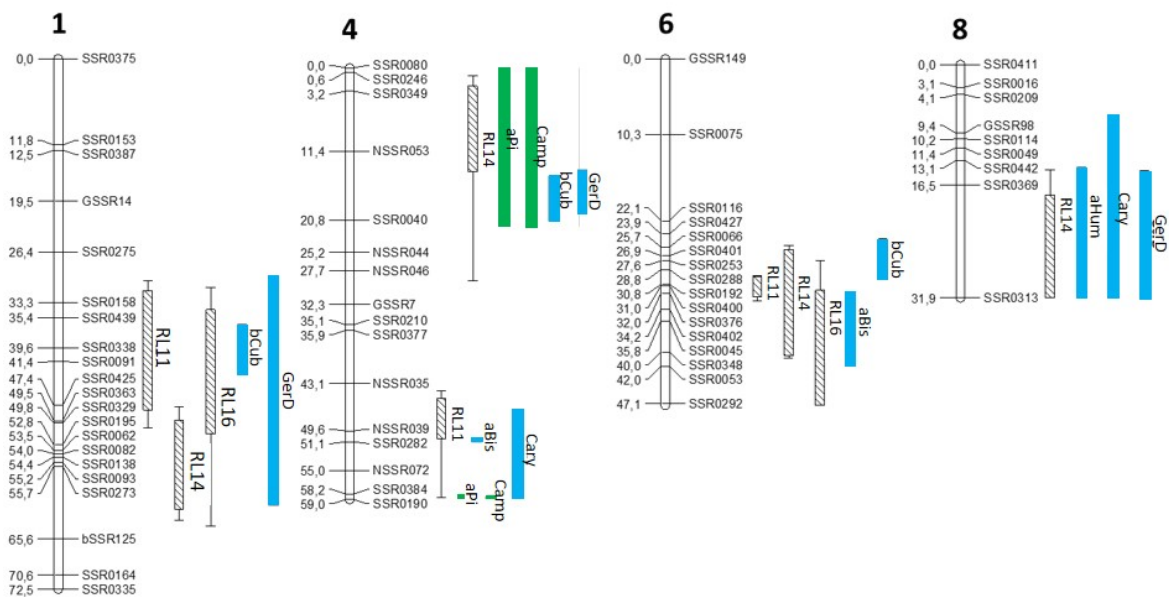 1
0,0 SSR0375
11,8 SSR0153
12,5 SSR0387
19,5 GSSR14
26,4 SSR0275
33,3 SSR0158
35,4 SSR0439
39,6 SSR0338
41,4 SSR0091
47,4 SSR0425
49,5 SSR0363
49,8 SSR0329
52,8 SSR0195
53,5 SSR0062
54,0 SSR0082
54,4 SSR0138
55,2 SSR0093
55,7 SSR0273
65,6 bSSR125
70,6 SSR0164
72,5 SSR0335
RL11
RL14
RL16
bCub
GerD
4
0,0 SSR0080
0,6 SSR0246
3,2 SSR0349
11,4 NSSR053
20,8 SSR0040
25,2 NSSR044
27,7 NSSR046
32,3 GSSR7
35,1 SSR0210
35,9 SSR0377
43,1 NSSR035
49,6 NSSR039
51,1 SSR0282
55,0 NSSR072
58,2 SSR0384
59,0 SSR0190
RL14
aPi
Camp
bCub
GerD
RL11
aBis
Cary
aPi
Camp
6
0,0 GSSR149
10,3 SSR0075
22,1 SSR0116
23,9 SSR0427
25,7 SSR0066
26,9 SSR0401
27,6 SSR0253
28,8 SSR0288
30,8 SSR0192
31,0 SSR0400
32,0 SSR0376
34,2 SSR0402
35,8 SSR0045
40,0 SSR0348
42,0 SSR0053
47,1 SSR0292
RL11
RL14
RL16
aBis
bCub
8
0,0 SSR0411
3,1 SSR0016
4,1 SSR0209
9,4 GSSR98
10,2 SSR0114
11,4 SSR0049
13,1 SSR0442
16,5 SSR0369
31,9 SSR0313
RL14
aHum
Cary
GerD